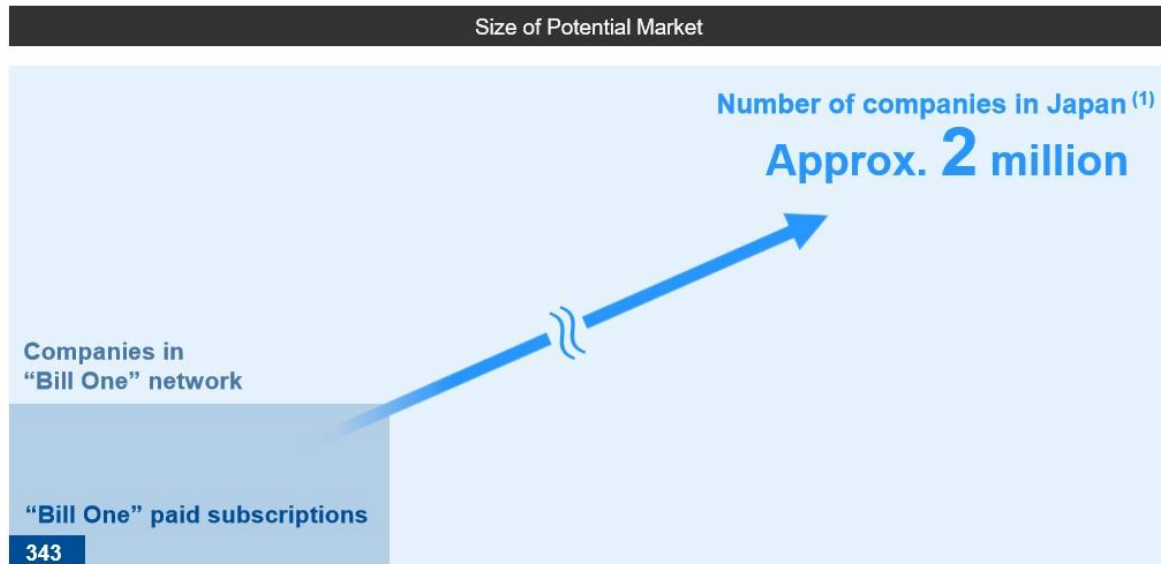 Size of Potential Market
Number of companies in Japan (1)
Approx. 2 million
Companies in
“Bill One” network
“Bill One” paid subscriptions
343